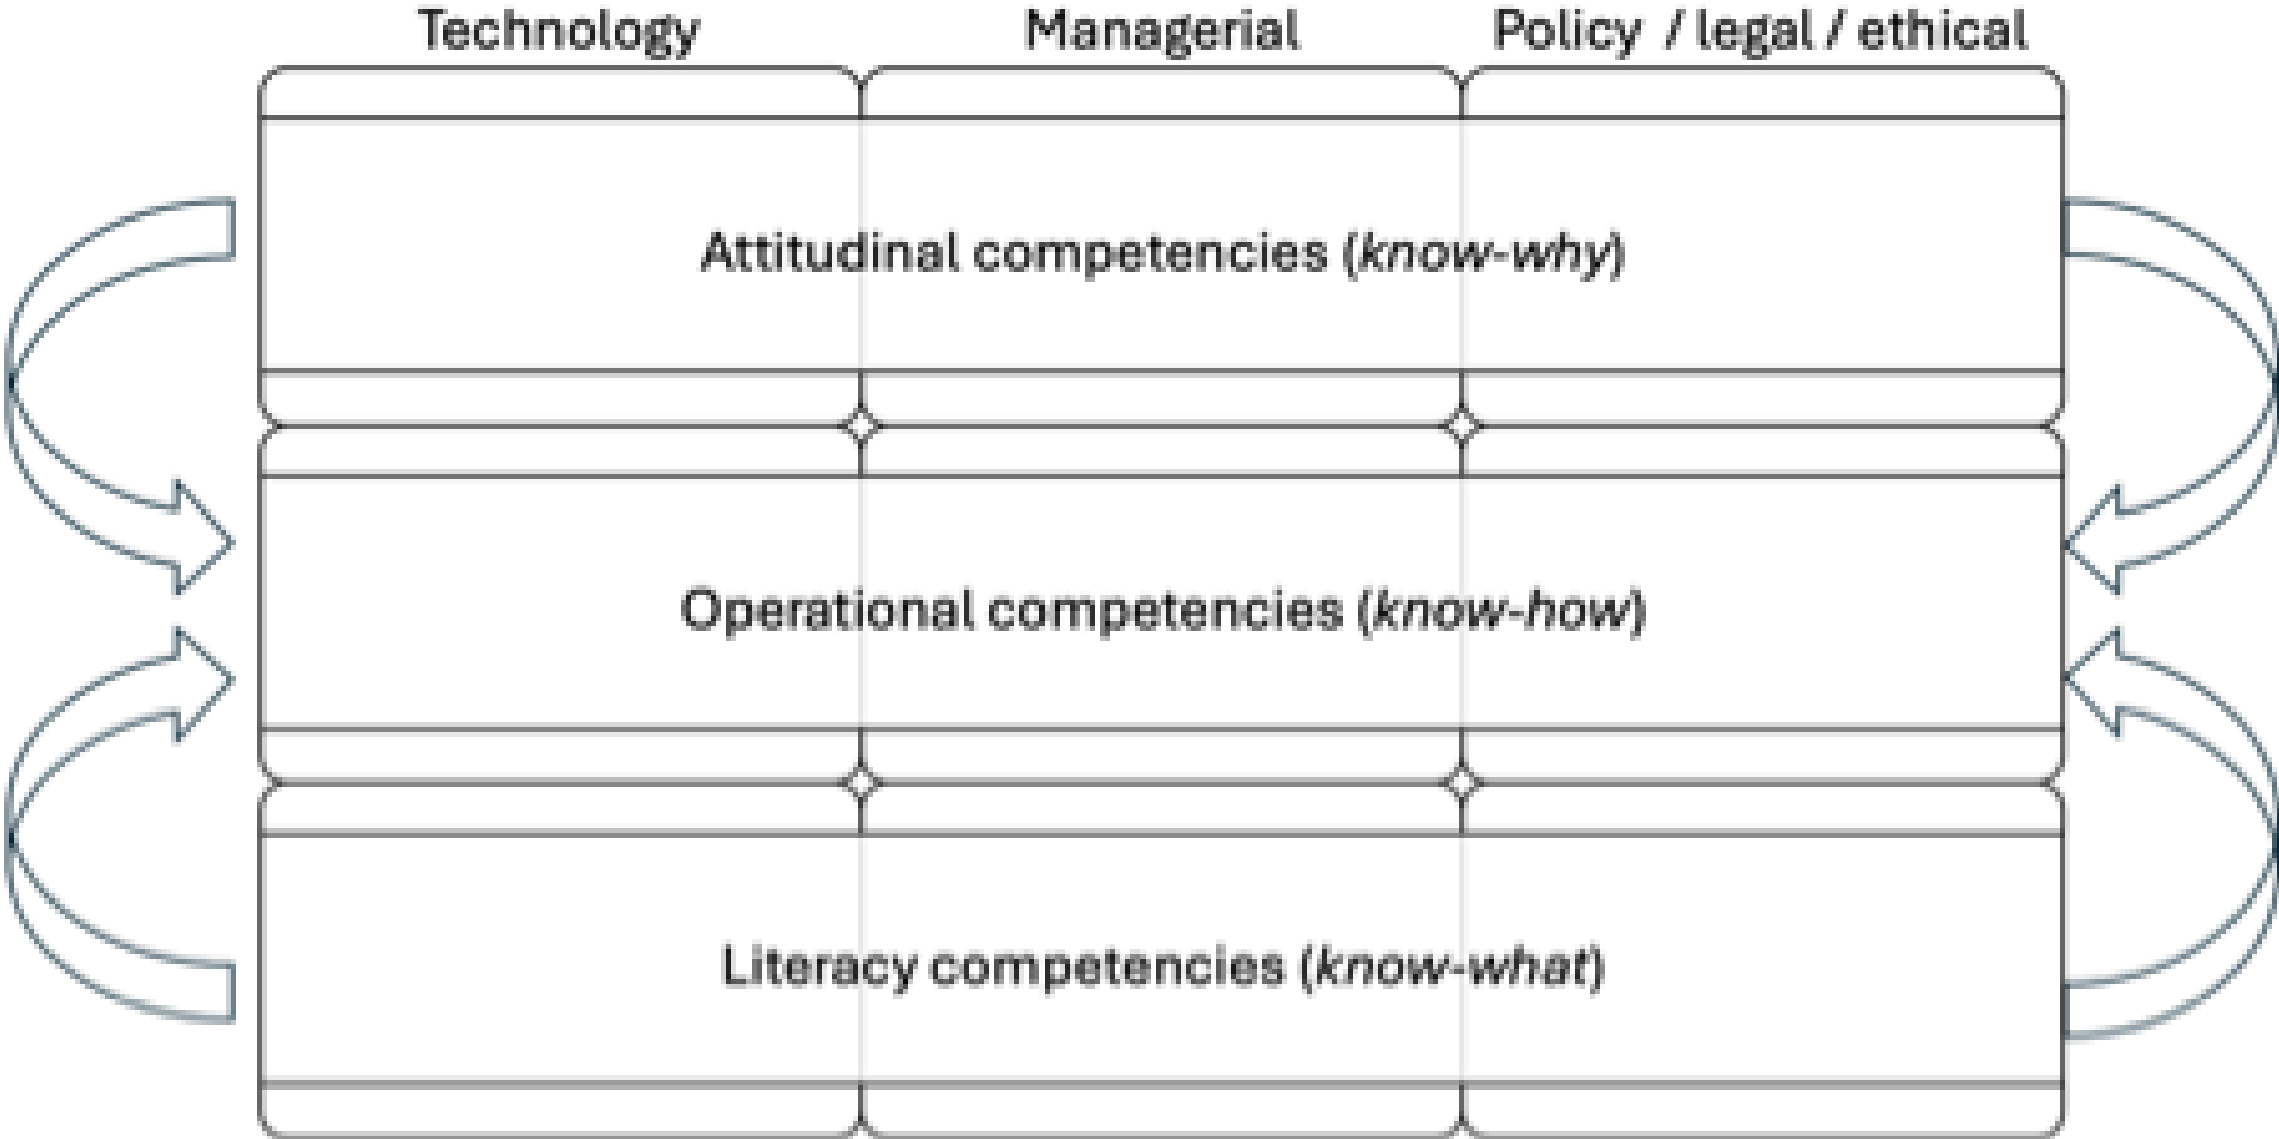 Technology Managerial Policy / legal / ethical
Attitudinal competencies (know-why)
Operational competencies (know-how)
Literacy competencies (know-what)